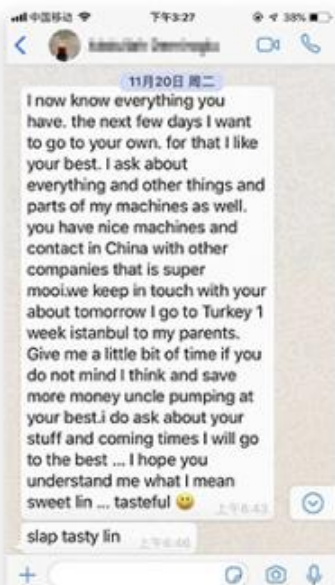 中国移动 下午3:27 38%
11月20日 周二
I now know everything you
have. the next few days I want
to go to your own. for that I like
your best. I ask about
everything and other things and
parts of my machines as well.
you have nice machines and
contact in China with other
companies that is super
mooi.we keep in touch with your
about tomorrow I go to Turkey 1
week istanbul to my parents.
Give me a little bit of time if you
do not mind I think and save
more money uncle pumping at
your best.i do ask about your
stuff and coming times I will go
to the best ... I hope you
understand me what I mean
sweet lin ... tasteful 😀
上午6:43
slap tasty lin
上午6:46